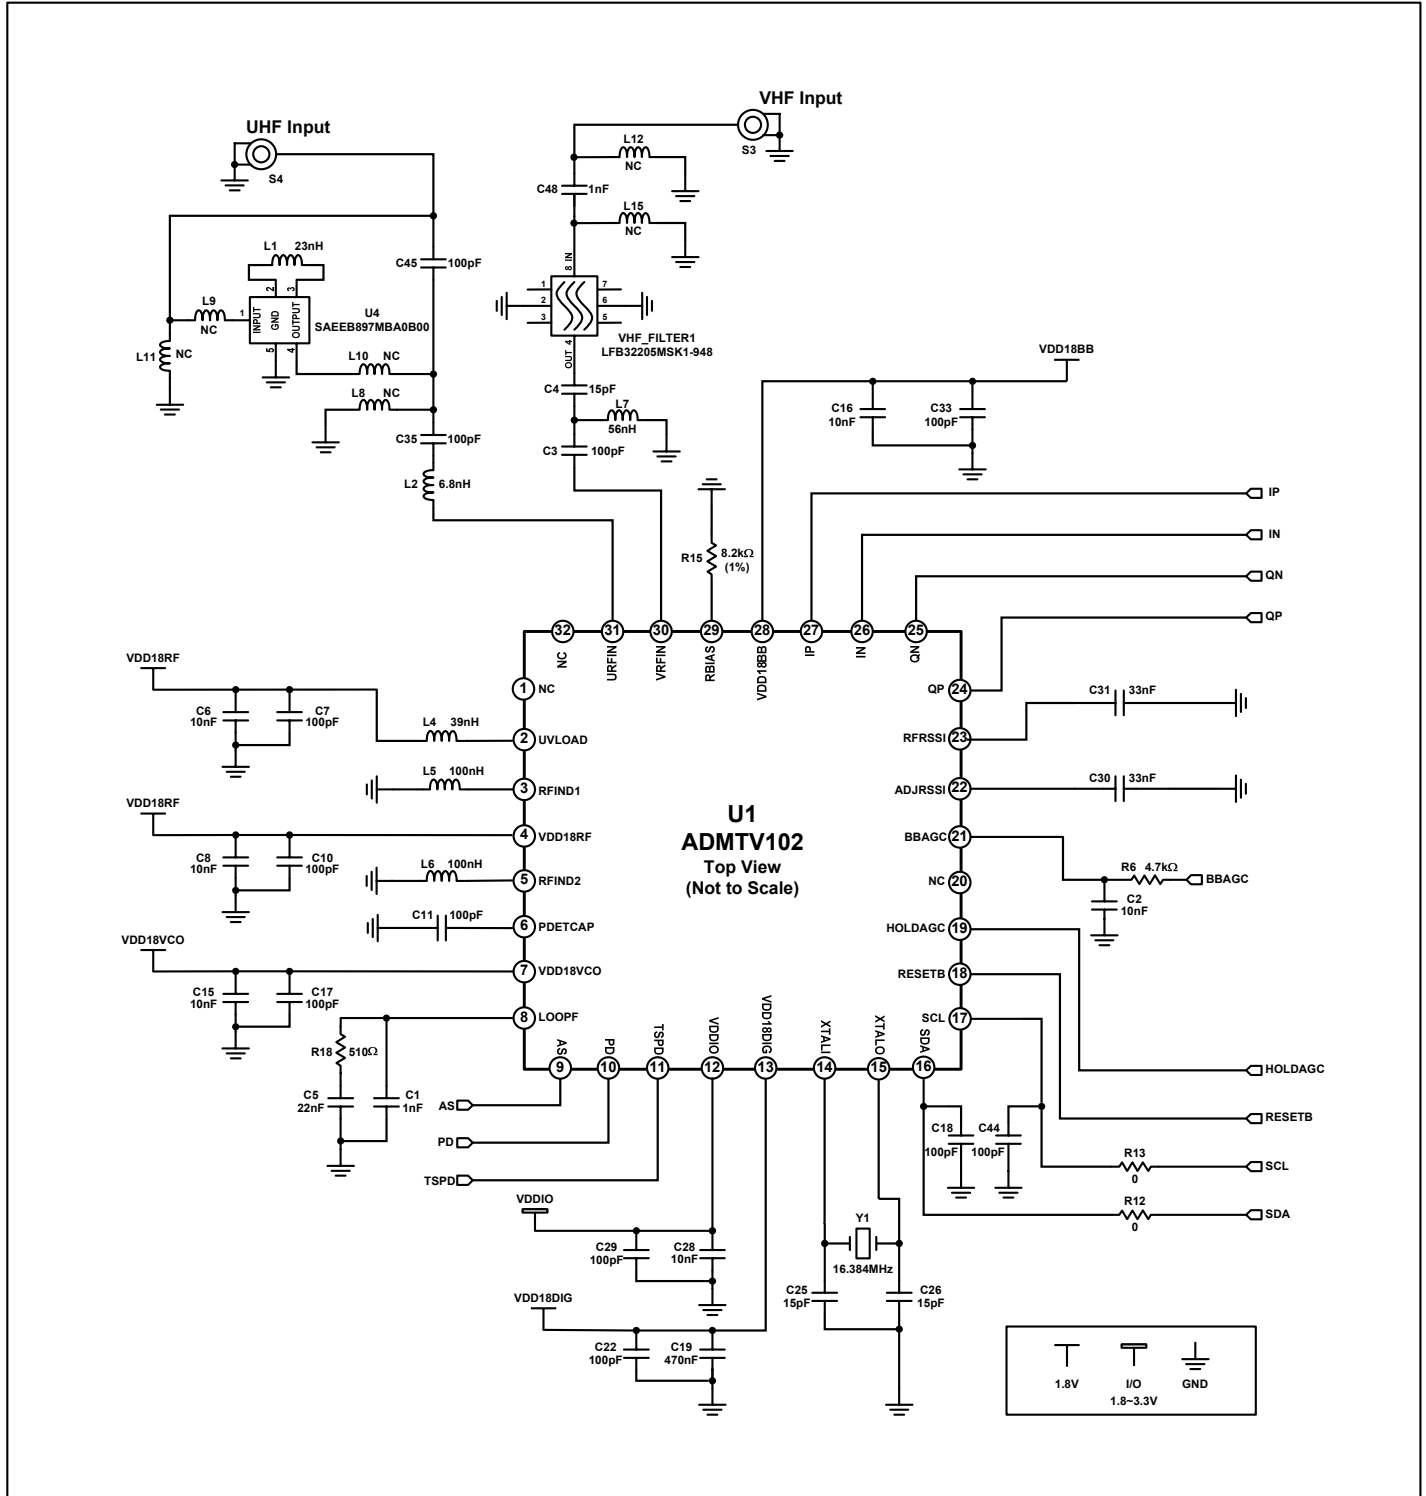 UHF Input
VHF Input
S4
S3
L12
NC
C48 1nF
L15
NC
L1 23nH
C45 100pF
8 IN
2 3
1 7
2 6
3 5
L9
NC
1
INPUT
GND
OUTPUT
5 4
U4
SAEEB897MBA0B00
VHF_FILTER1
LFB32205MSK1-948
OUT 4
L11 NC
L10 NC
L8 NC
C4 15pF
L7
56nH
C35 100pF
C3 100pF
L2 6.8nH
VDD18BB
C16
10nF
C33
100pF
R15 8.2kΩ
(1%)
IP
IN
QN
QP
32 31 30 29 28 27 26 25
NC URFIN VRFIN RBIAS VDD18BB IP IN QN
VDD18RF
C6
10nF
C7
100pF
L4 39nH
L5 100nH
VDD18RF
C8
10nF
C10
100pF
L6 100nH
C11 100pF
VDD18VCO
C15
10nF
C17
100pF
R18 510Ω
C5
22nF
C1
1nF
1 NC
2 UVLOAD
3 RFIND1
4 VDD18RF
5 RFIND2
6 PDETCAP
7 VDD18VCO
8 LOOPF
U1
ADMTV102
Top View
(Not to Scale)
QP 24
RFRSSI 23
ADJRSSI 22
BBAGC 21
NC 20
HOLDAGC 19
RESETB 18
SCL 17
C31 33nF
C30 33nF
R6 4.7kΩ
BBAGC
C2
10nF
AS PD TSPD VDDIO VDD18DIG XTALI XTALO SDA
9 10 11 12 13 14 15 16
AS
PD
TSPD
HOLDAGC
RESETB
C18
100pF
C44
100pF
R13
0
SCL
R12
0
SDA
VDDIO
C29
100pF
C28
10nF
Y1
16.384MHz
C25
15pF
C26
15pF
VDD18DIG
C22
100pF
C19
470nF
1.8V
I/O
1.8~3.3V
GND